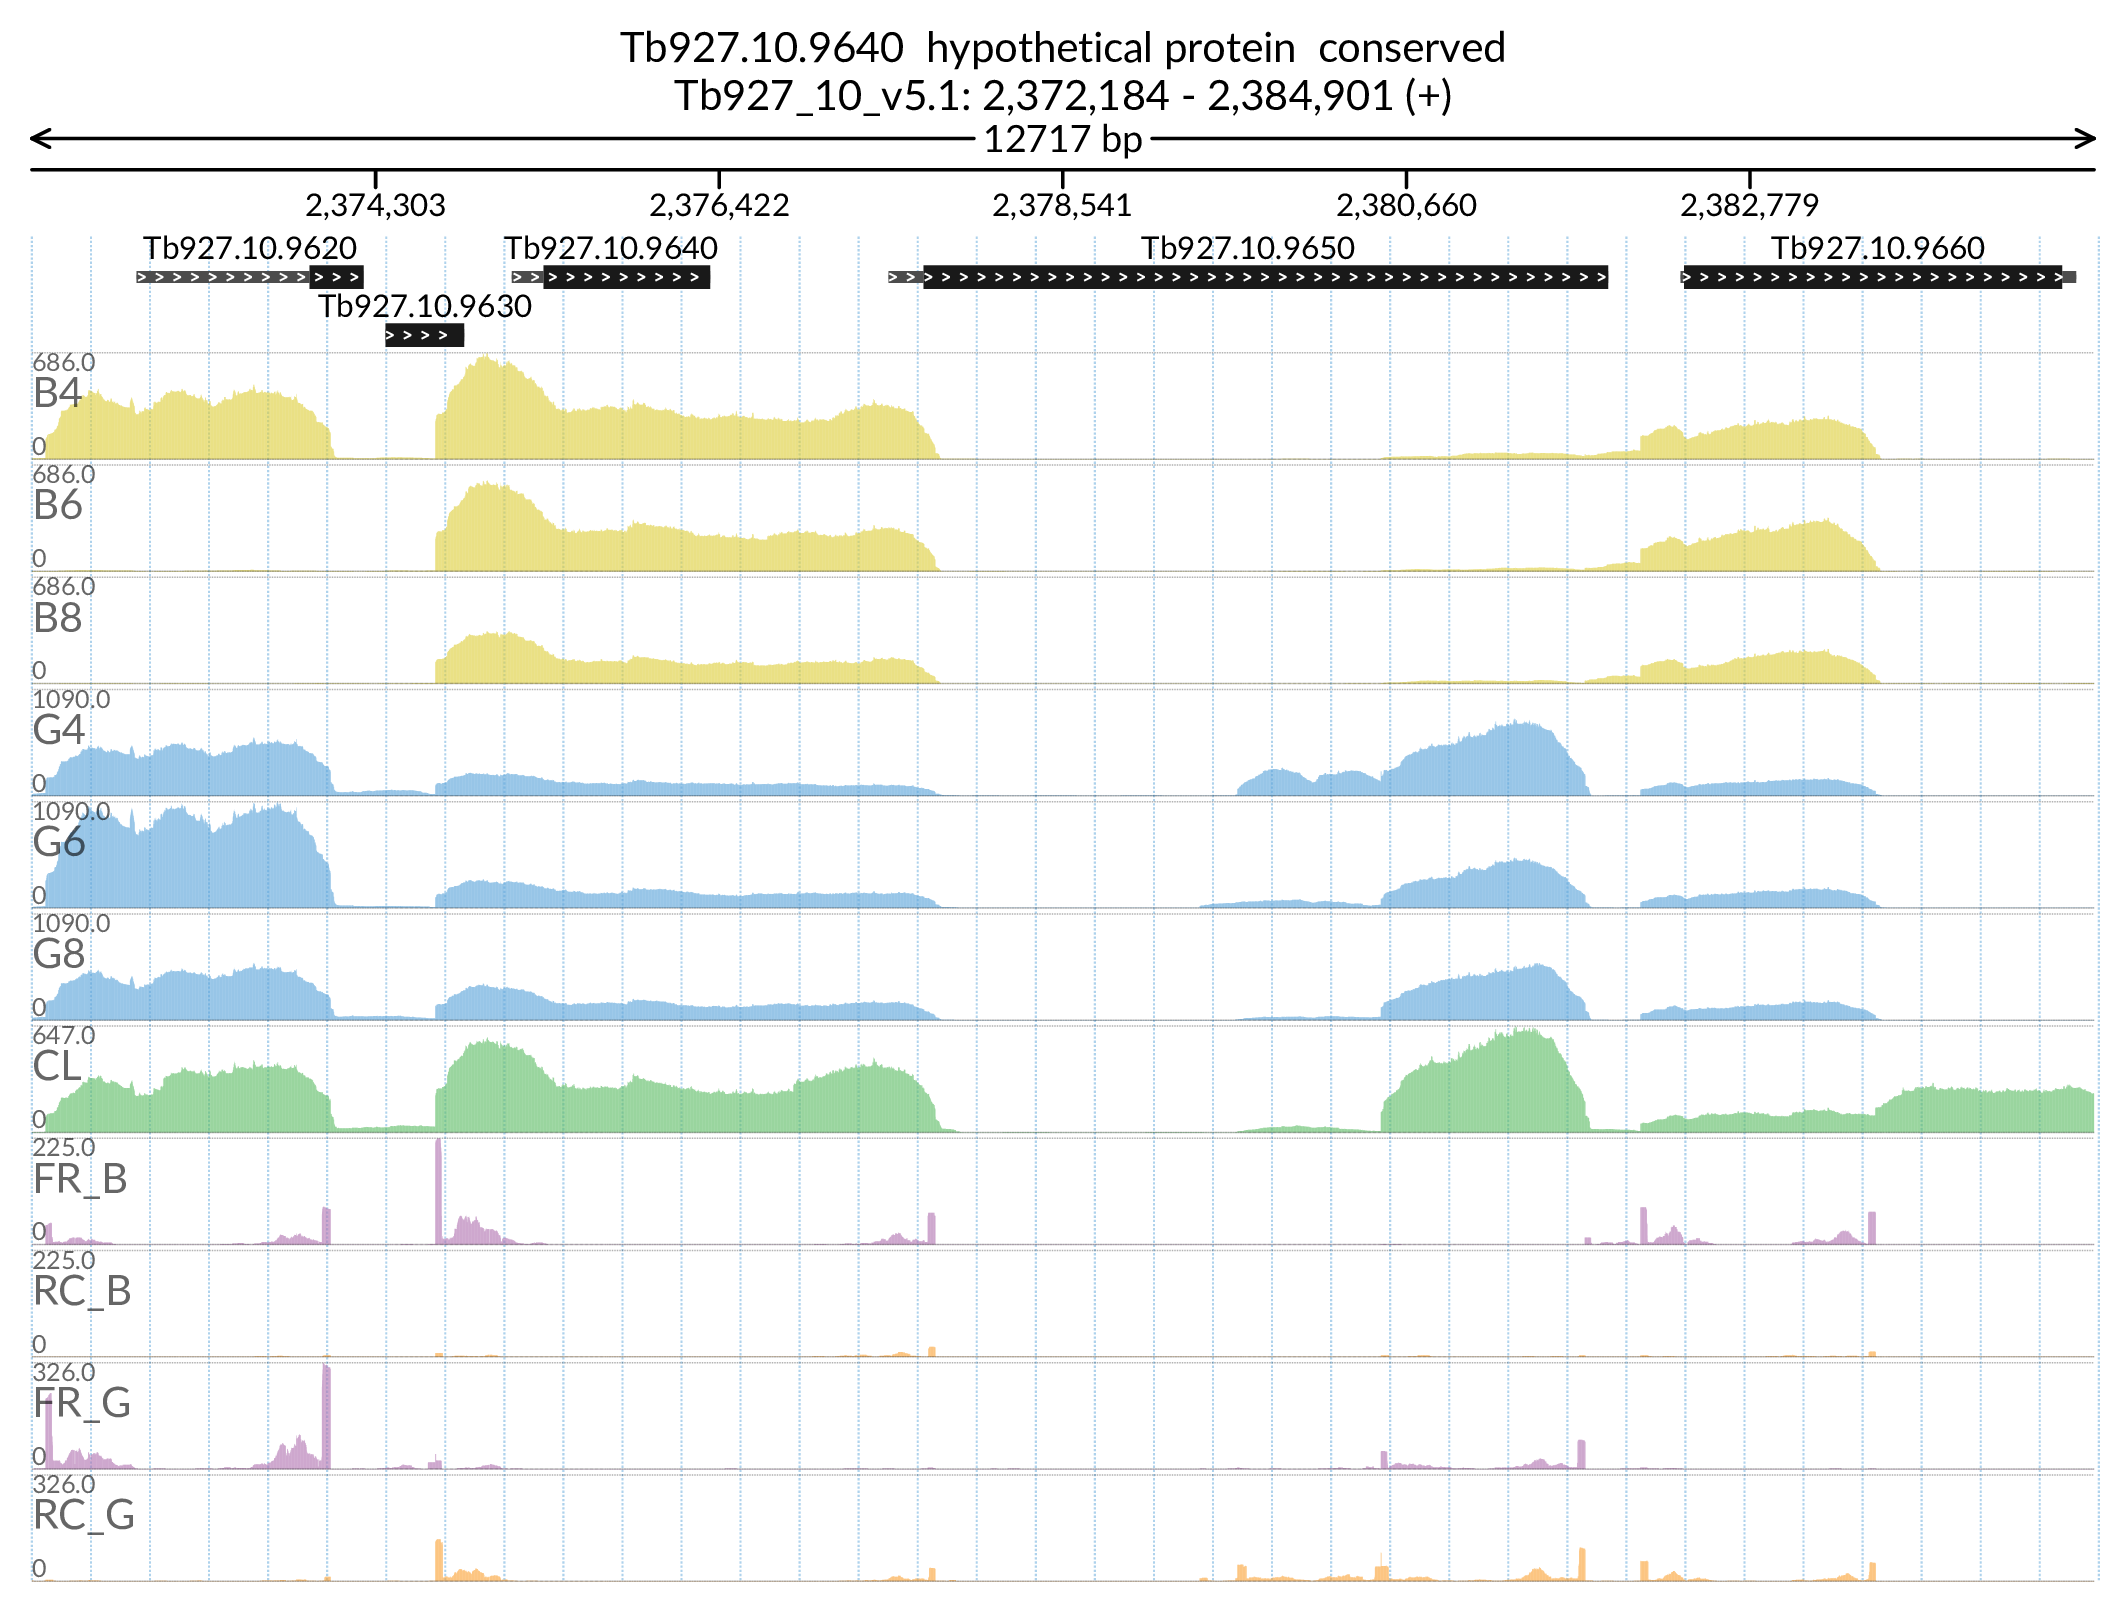 Tb927.10.9640  hypothetical protein  conserved
Tb927_10_v5.1: 2,372,184 - 2,384,901 (+)
12717 bp
2,374,303 2,376,422 2,378,541 2,380,660 2,382,779
Tb927.10.9620 Tb927.10.9640 Tb927.10.9650 Tb927.10.9660
Tb927.10.9630
686.0
B4
0
686.0
B6
0
686.0
B8
0
1090.0
G4
0
1090.0
G6
0
1090.0
G8
0
647.0
CL
0
225.0
FR_B
0
225.0
RC_B
0
326.0
FR_G
0
326.0
RC_G
0